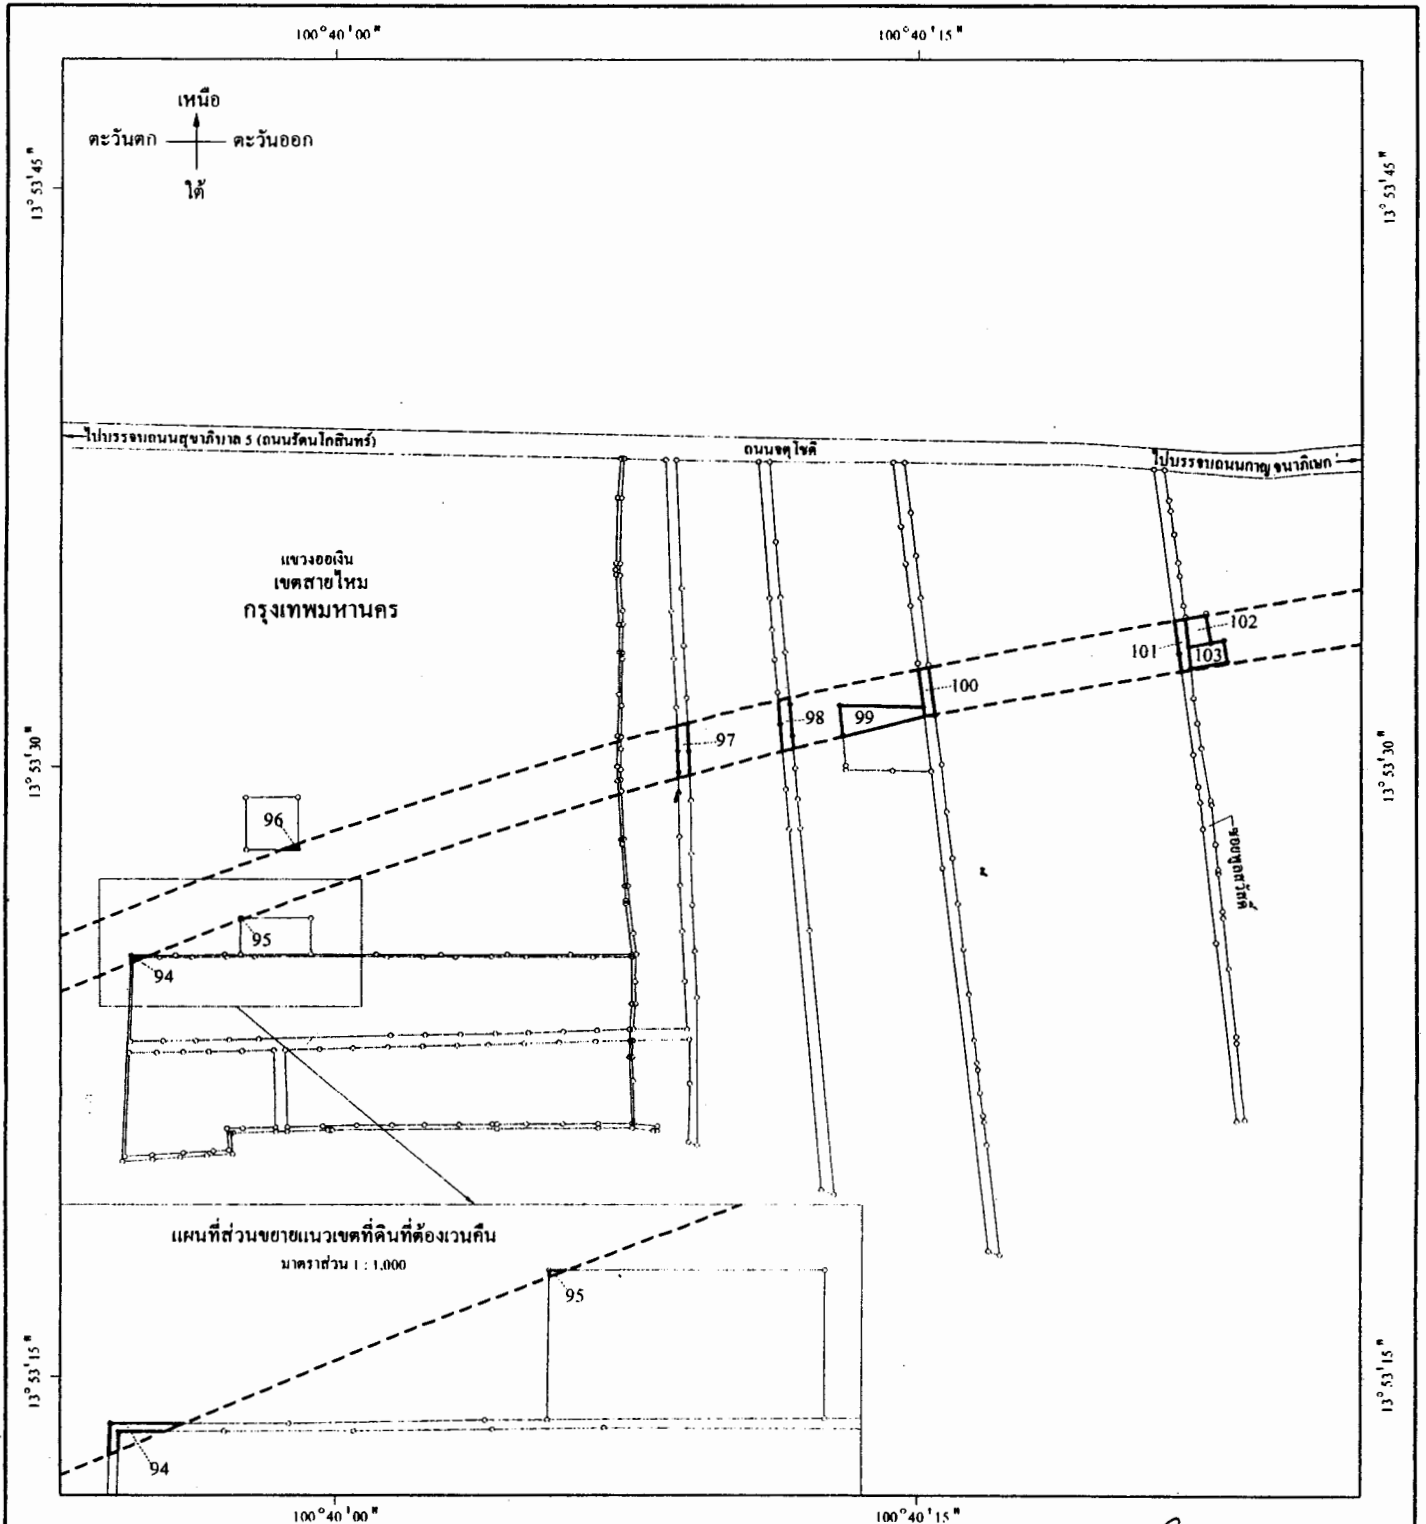 100°40'00"
100°40'15"
เหนือ
ตะวันตก
ตะวันออก
ใต้
13°53'45"
13°53'45"
ไปบรรจบถนนสุขาภิบาล 5 (ถนนรัตนโกสินทร์)
ถนนจตุโชติ
ไปบรรจบถนนกาญจนาภิเษก
แขวงออเงิน
เขตสายไหม
กรุงเทพมหานคร
102
101
103
100
99
98
97
13°53'30"
13°53'30"
96
95
94
แผนที่ส่วนขยายแนวเขตที่ดินที่ต้องเวนคืน
มาตราส่วน 1 : 1,000
95
13°53'15"
13°53'15"
94
100°40'00"
100°40'15"